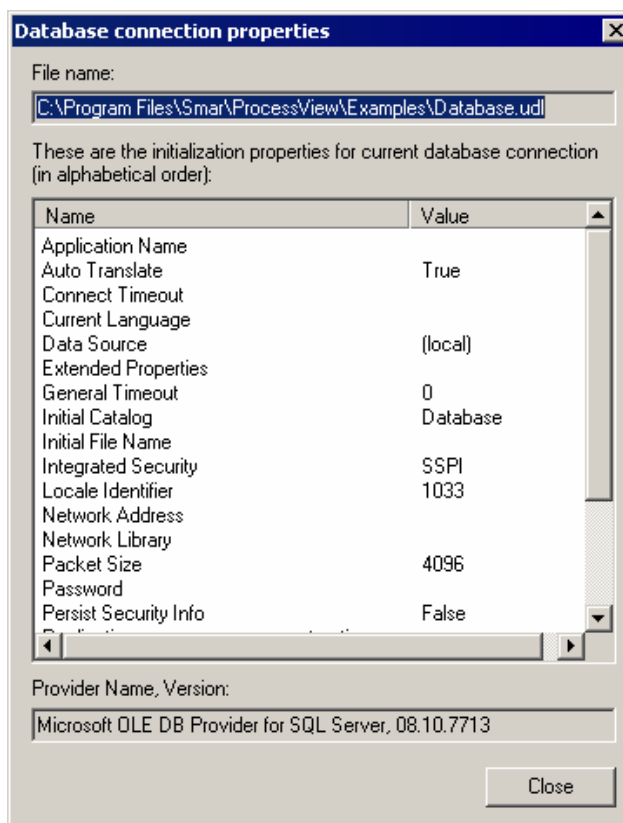 Database connection properties
File name:
C:\Program Files\Smar\ProcessView\Examples\Database.udl
These are the initialization properties for current database connection
(in alphabetical order):
Name Value
Application Name
Auto Translate True
Connect Timeout
Current Language
Data Source (local)
Extended Properties
General Timeout 0
Initial Catalog Database
Initial File Name
Integrated Security SSPI
Locale Identifier 1033
Network Address
Network Library
Packet Size 4096
Password
Persist Security Info False
Provider Name, Version:
Microsoft OLE DB Provider for SQL Server, 08.10.7713
Close